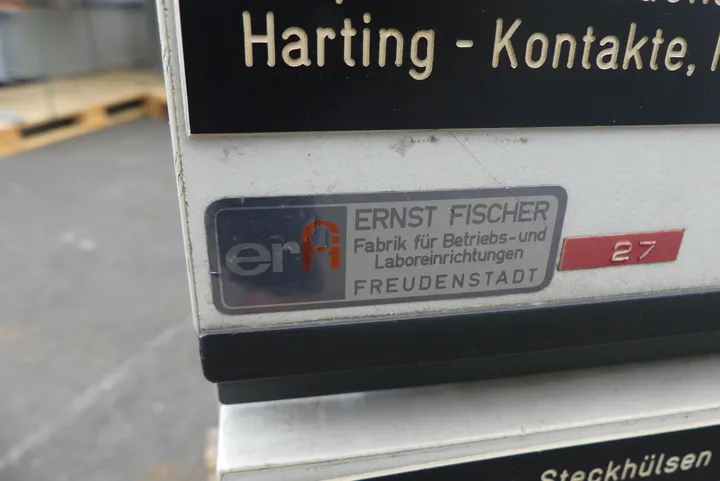 Harting - Kontakte,
erfi
ERNST FISCHER
Fabrik für Betriebs- und
Laboreinrichtungen
FREUDENSTADT
27
Steckhülsen